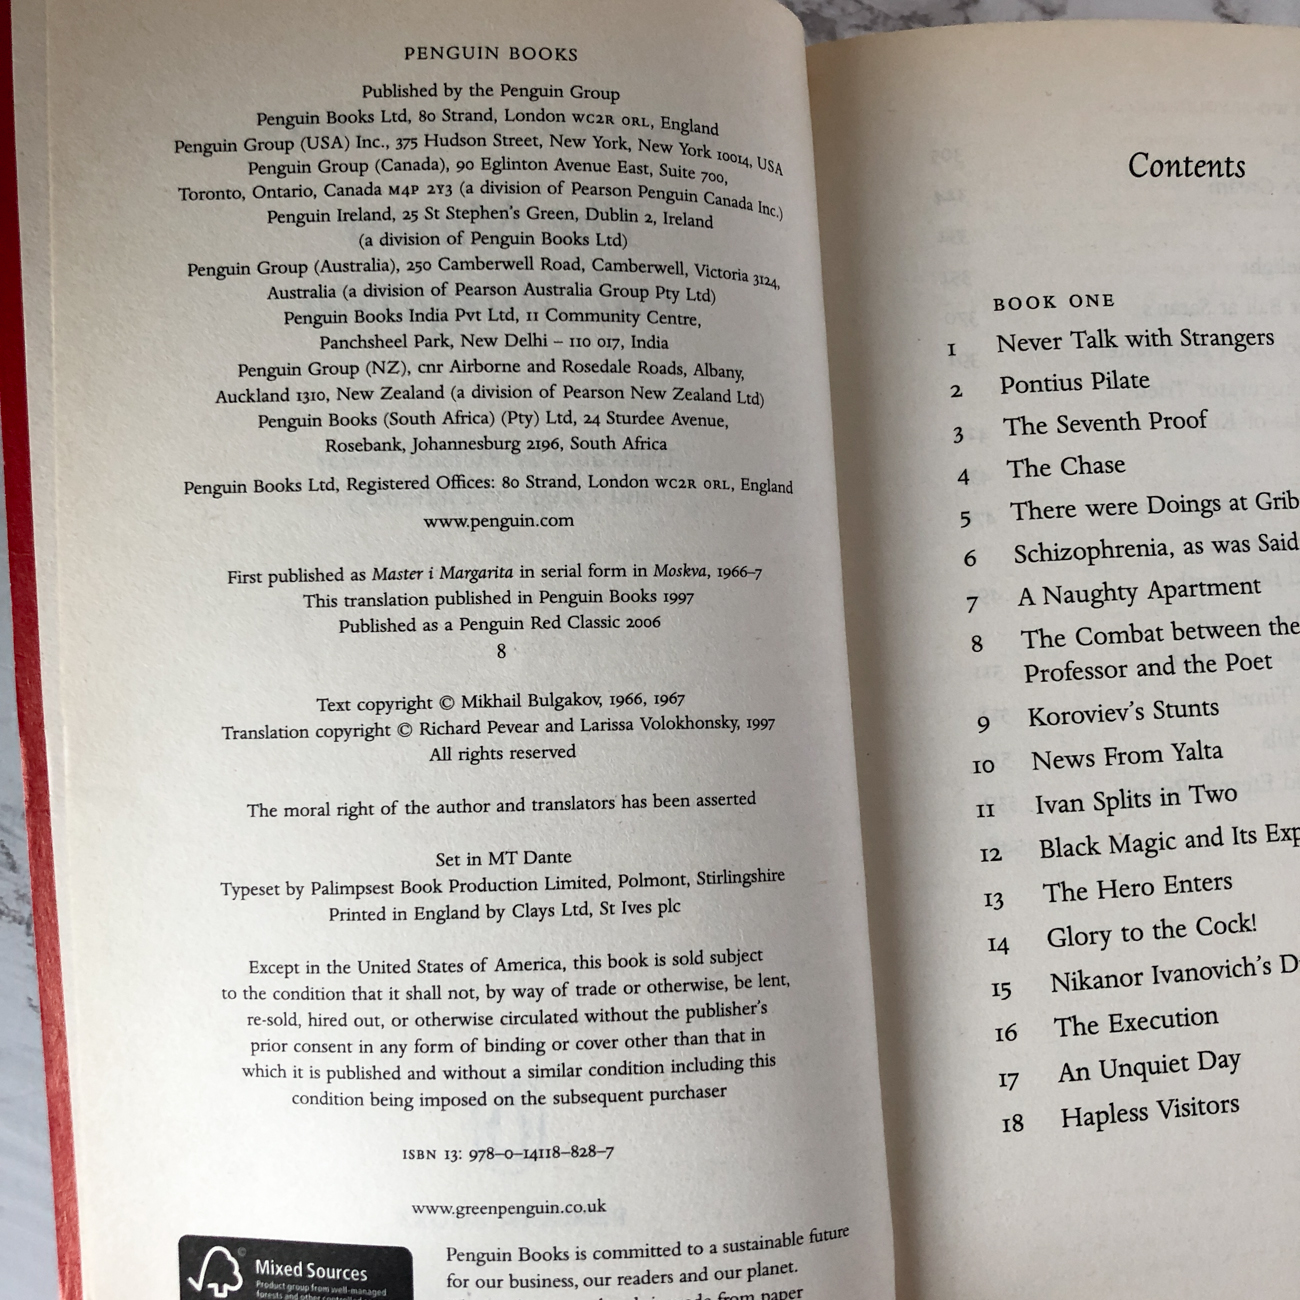 PENGUIN BOOKS
Published by the Penguin Group
Penguin Books Ltd, 80 Strand, London WC2R 0RL, England
Penguin Group (USA) Inc., 375 Hudson Street, New York, New York 10014, USA
Penguin Group (Canada), 90 Eglinton Avenue East, Suite 700,
Toronto, Ontario, Canada M4P 2Y3 (a division of Pearson Penguin Canada Inc.)
Penguin Ireland, 25 St Stephen's Green, Dublin 2, Ireland
(a division of Penguin Books Ltd)
Penguin Group (Australia), 250 Camberwell Road, Camberwell, Victoria 3124,
Australia (a division of Pearson Australia Group Pty Ltd)
Penguin Books India Pvt Ltd, 11 Community Centre,
Panchsheel Park, New Delhi – 110 017, India
Penguin Group (NZ), cnr Airborne and Rosedale Roads, Albany,
Auckland 1310, New Zealand (a division of Pearson New Zealand Ltd)
Penguin Books (South Africa) (Pty) Ltd, 24 Sturdee Avenue,
Rosebank, Johannesburg 2196, South Africa
Penguin Books Ltd, Registered Offices: 80 Strand, London WC2R 0RL, England
www.penguin.com
First published as Master i Margarita in serial form in Moskva, 1966–7
This translation published in Penguin Books 1997
Published as a Penguin Red Classic 2006
8
Text copyright © Mikhail Bulgakov, 1966, 1967
Translation copyright © Richard Pevear and Larissa Volokhonsky, 1997
All rights reserved
The moral right of the author and translators has been asserted
Set in MT Dante
Typeset by Palimpsest Book Production Limited, Polmont, Stirlingshire
Printed in England by Clays Ltd, St Ives plc
Except in the United States of America, this book is sold subject
to the condition that it shall not, by way of trade or otherwise, be lent,
re-sold, hired out, or otherwise circulated without the publisher's
prior consent in any form of binding or cover other than that in
which it is published and without a similar condition including this
condition being imposed on the subsequent purchaser
ISBN 13: 978–0–14118–828–7
www.greenpenguin.co.uk
Mixed Sources
Product group from well-managed
forests and other
Penguin Books is committed to a sustainable future
for our business, our readers and our planet.
from paper
Contents
BOOK ONE
1 Never Talk with Strangers
2 Pontius Pilate
3 The Seventh Proof
4 The Chase
5 There were Doings at Grib
6 Schizophrenia, as was Said
7 A Naughty Apartment
8 The Combat between the
Professor and the Poet
9 Koroviev's Stunts
10 News From Yalta
11 Ivan Splits in Two
12 Black Magic and Its Exp
13 The Hero Enters
14 Glory to the Cock!
15 Nikanor Ivanovich's D
16 The Execution
17 An Unquiet Day
18 Hapless Visitors